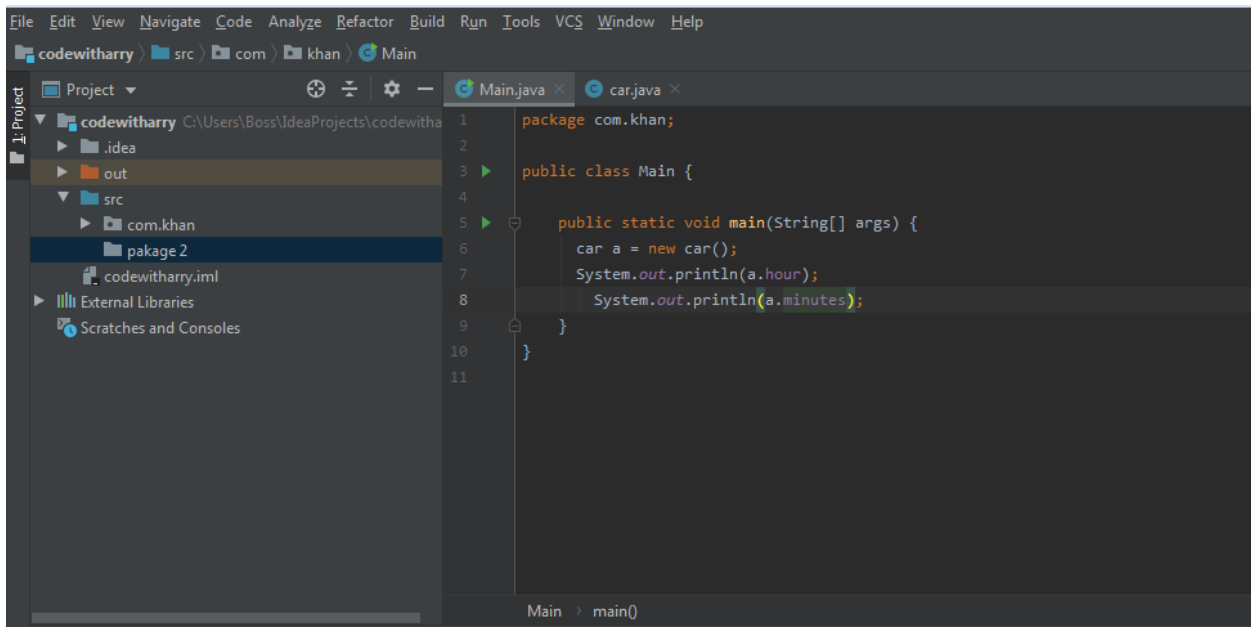 File Edit View Navigate Code Analyze Refactor Build Run Tools VCS Window Help
codewitharry src com khan Main
1: Project
Project
Main.java car.java
codewitharry C:\Users\Boss\IdeaProjects\codewitha
.idea
out
src
com.khan
pakage 2
codewitharry.iml
External Libraries
Scratches and Consoles
1 package com.khan;
2
3 public class Main {
4
5 public static void main(String[] args) {
6 car a = new car();
7 System.out.println(a.hour);
8 System.out.println(a.minutes);
9 }
10 }
11
Main main()